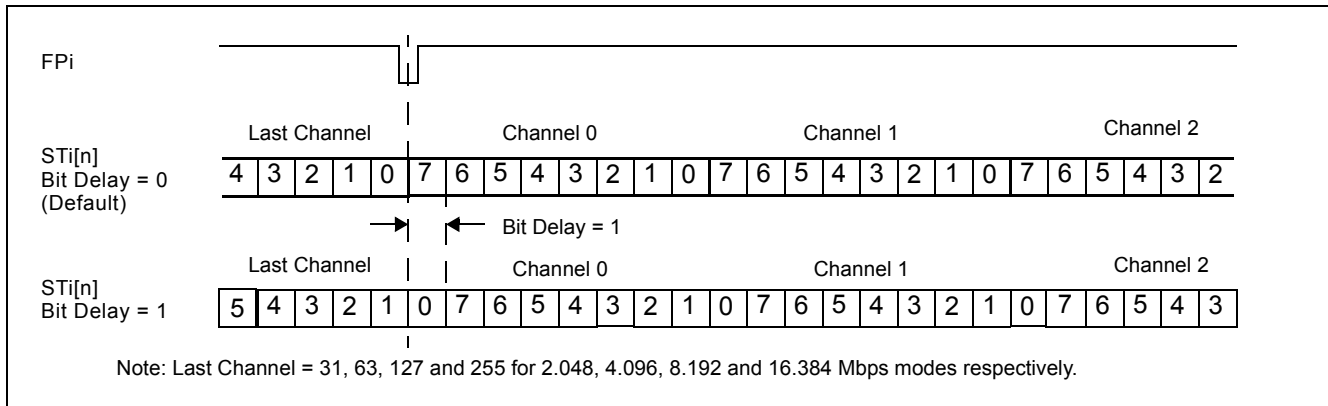 FPi
Last Channel Channel 0 Channel 1 Channel 2
STi[n]
Bit Delay = 0
(Default)
4 3 2 1 0 7 6 5 4 3 2 1 0 7 6 5 4 3 2 1 0 7 6 5 4 3 2
Bit Delay = 1
Last Channel Channel 0 Channel 1 Channel 2
STi[n]
Bit Delay = 1
5 4 3 2 1 0 7 6 5 4 3 2 1 0 7 6 5 4 3 2 1 0 7 6 5 4 3
Note: Last Channel = 31, 63, 127 and 255 for 2.048, 4.096, 8.192 and 16.384 Mbps modes respectively.